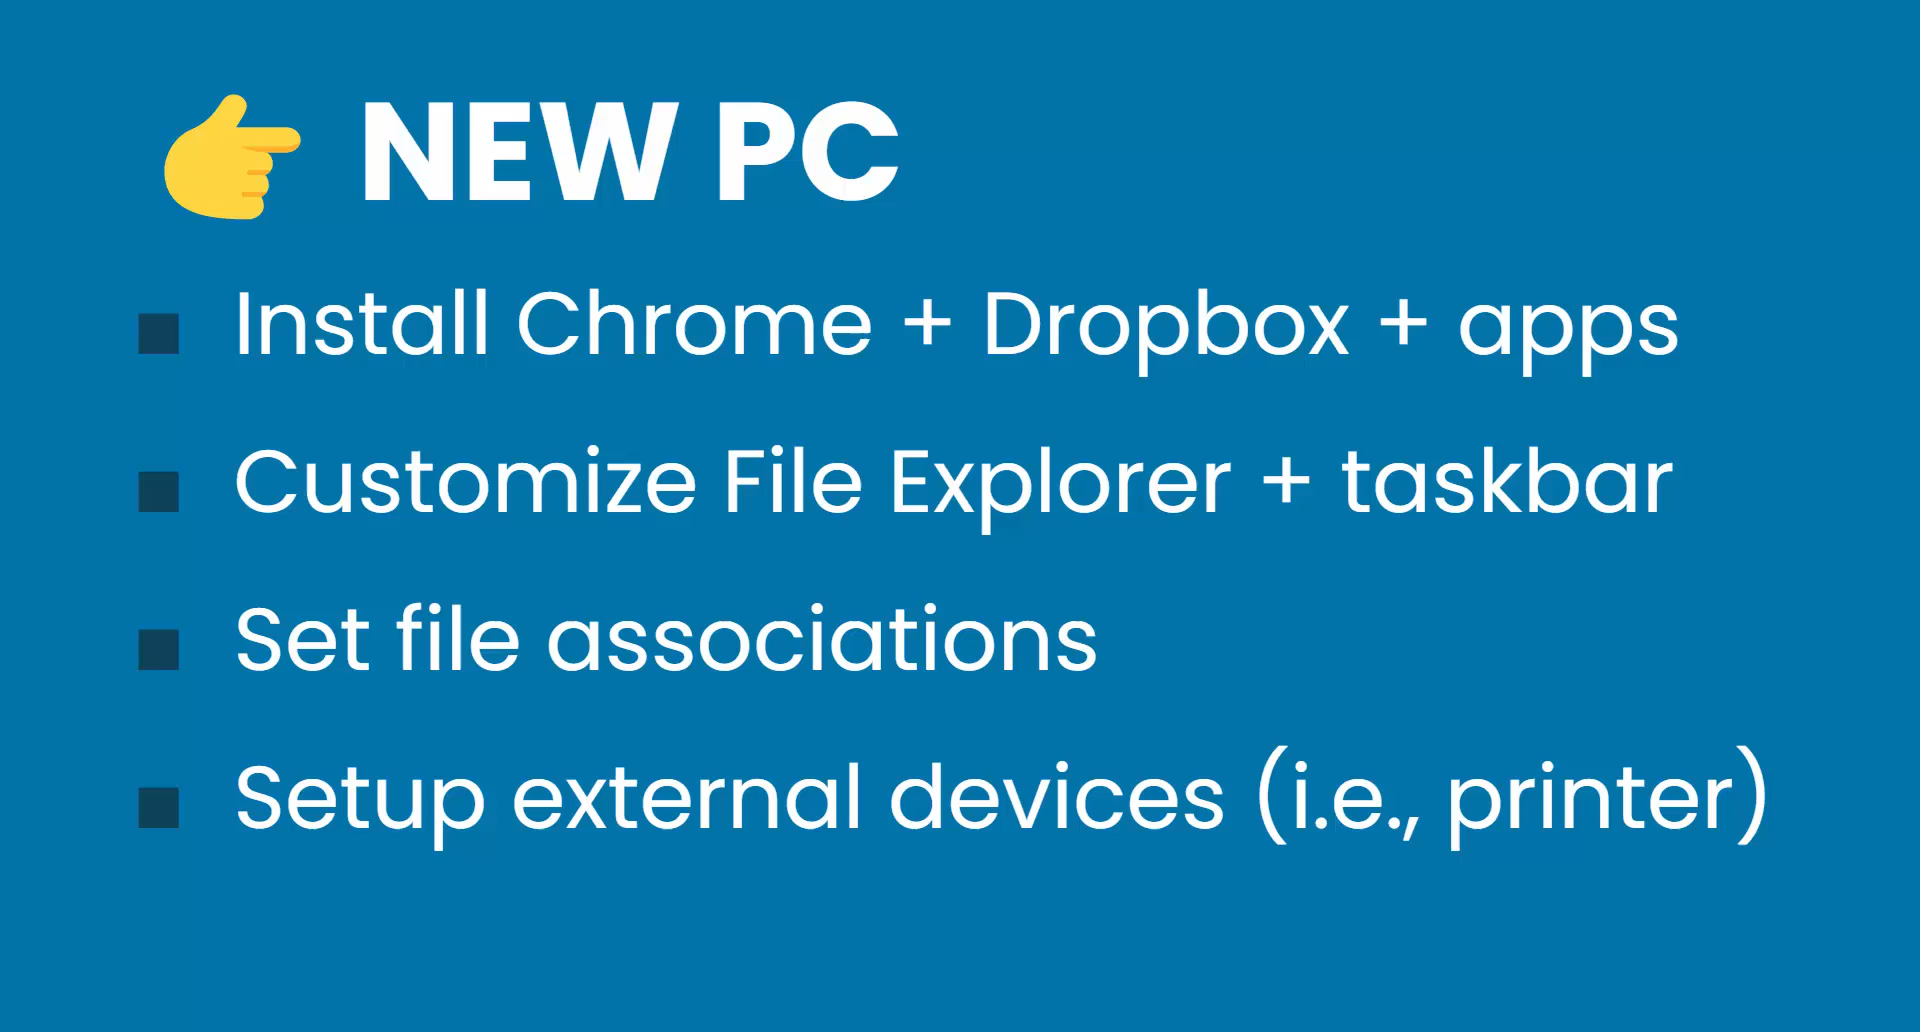 NEW PC
Install Chrome + Dropbox + apps
Customize File Explorer + taskbar
Set file associations
Setup external devices (i.e., printer)